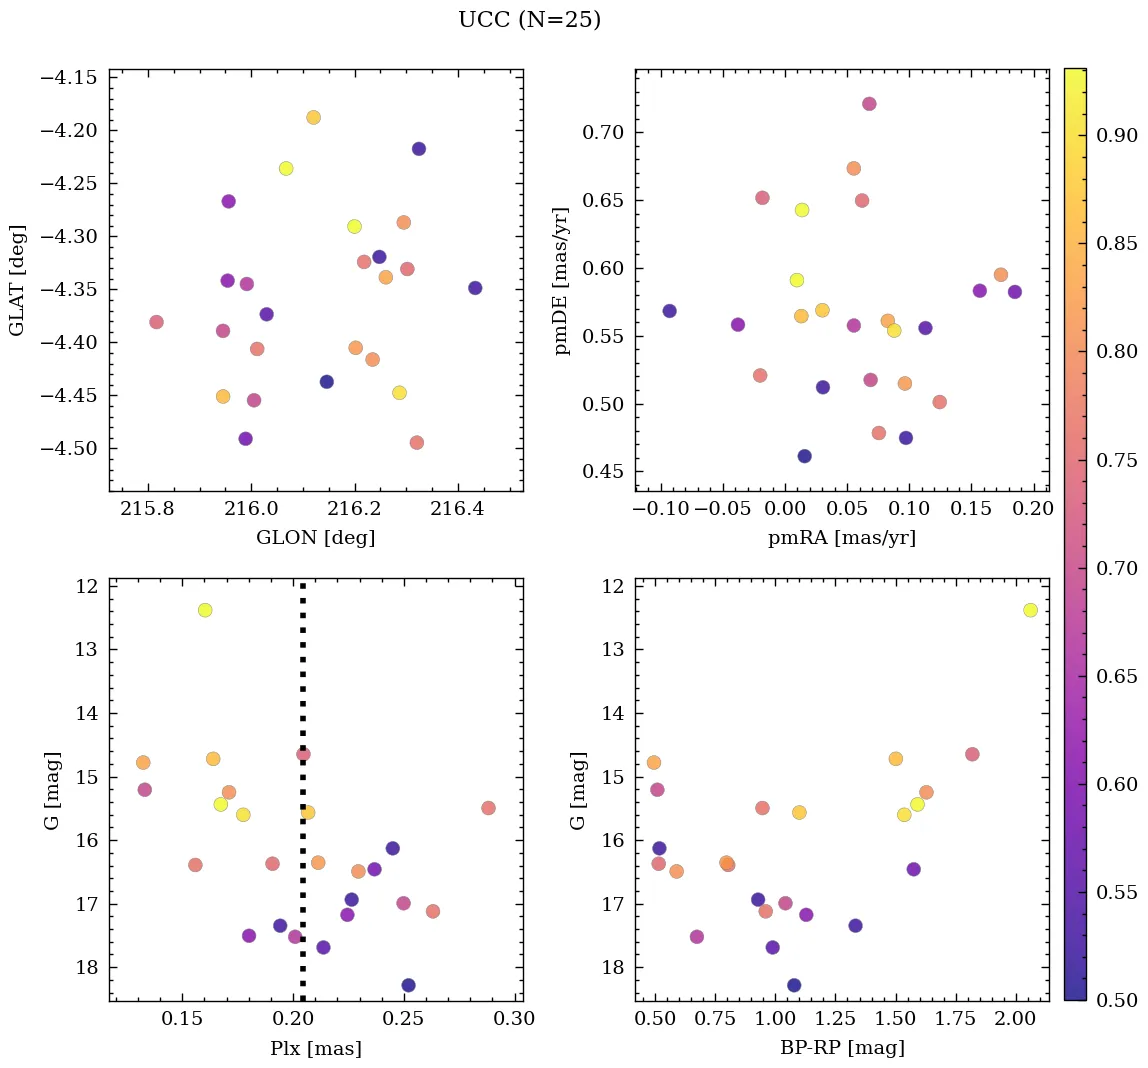 UCC (N=25)
−4.15
−4.20
−4.25
−4.30
−4.35
−4.40
−4.45
−4.50
GLAT [deg]
215.8 216.0 216.2 216.4
GLON [deg]
0.70
0.65
0.60
0.55
0.50
0.45
pmDE [mas/yr]
−0.10 −0.05 0.00 0.05 0.10 0.15 0.20
pmRA [mas/yr]
12
13
14
15
16
17
18
G [mag]
0.15 0.20 0.25 0.30
Plx [mas]
12
13
14
15
16
17
18
G [mag]
0.50 0.75 1.00 1.25 1.50 1.75 2.00
BP-RP [mag]
0.90
0.85
0.80
0.75
0.70
0.65
0.60
0.55
0.50